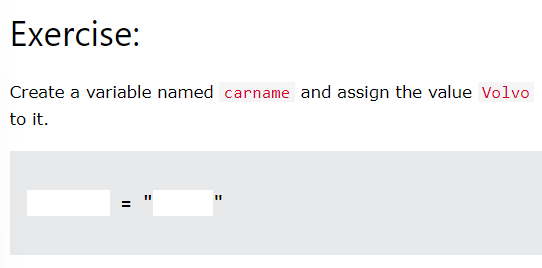 Exercise:
Create a variable named carname and assign the value Volvo
to it.
= " "